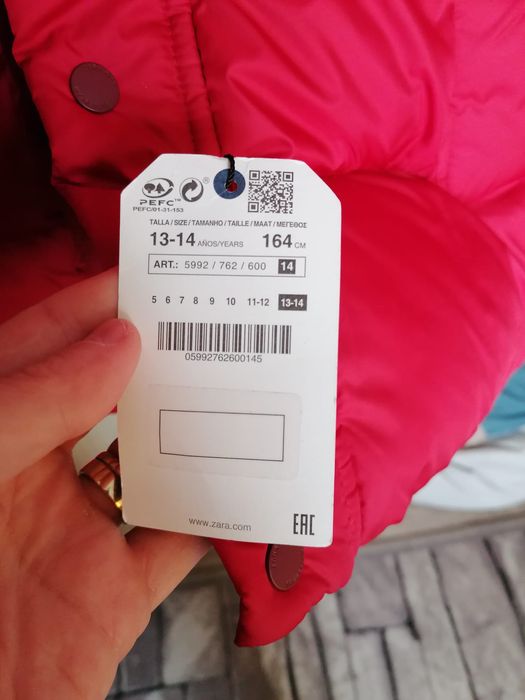 PEFC™
PEFC/01-31-153
®
TALLA / SIZE / TAMANHO / TAILLE / MAAT / ΜΕΓΕΘΟΣ
13-14 AÑOS/YEARS 164 CM
ART.: 5992 / 762 / 600 14
5 6 7 8 9 10 11-12 13-14
05992762600145
www.zara.com
EAC